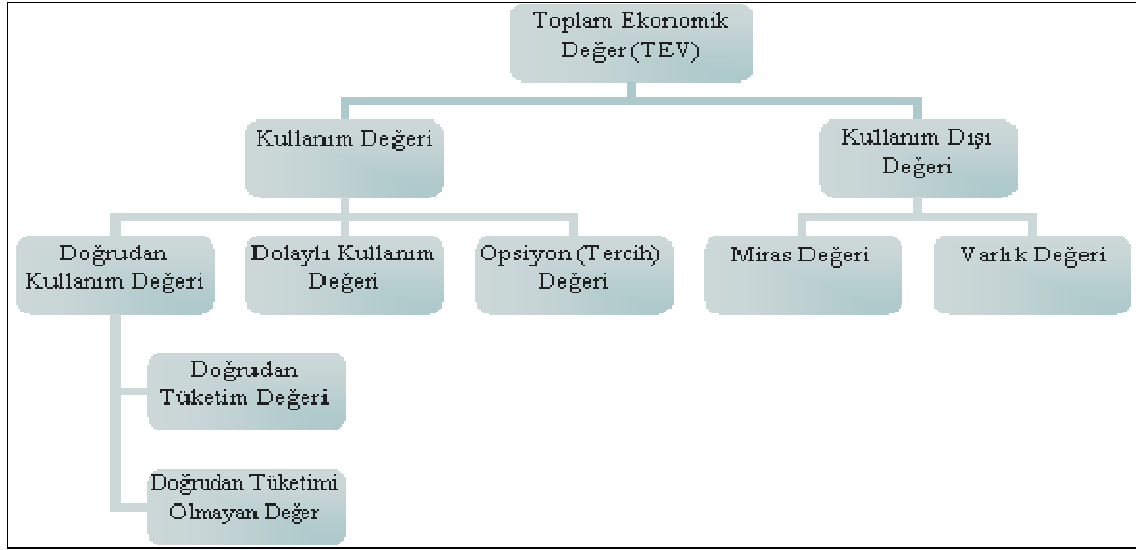 Toplam Ekonomik
Değer(TEV)
Kullanım Değeri
Kullanım Dışı
Değeri
Doğrudan
Kullanım Değeri
Dolaylı Kullanım
Değeri
Opsiyon(Tercih)
Değeri
Miras Değeri
Varlık Değeri
Doğrudan
Tüketim Değeri
Doğrudan Tüketimi
Olmayan Değer